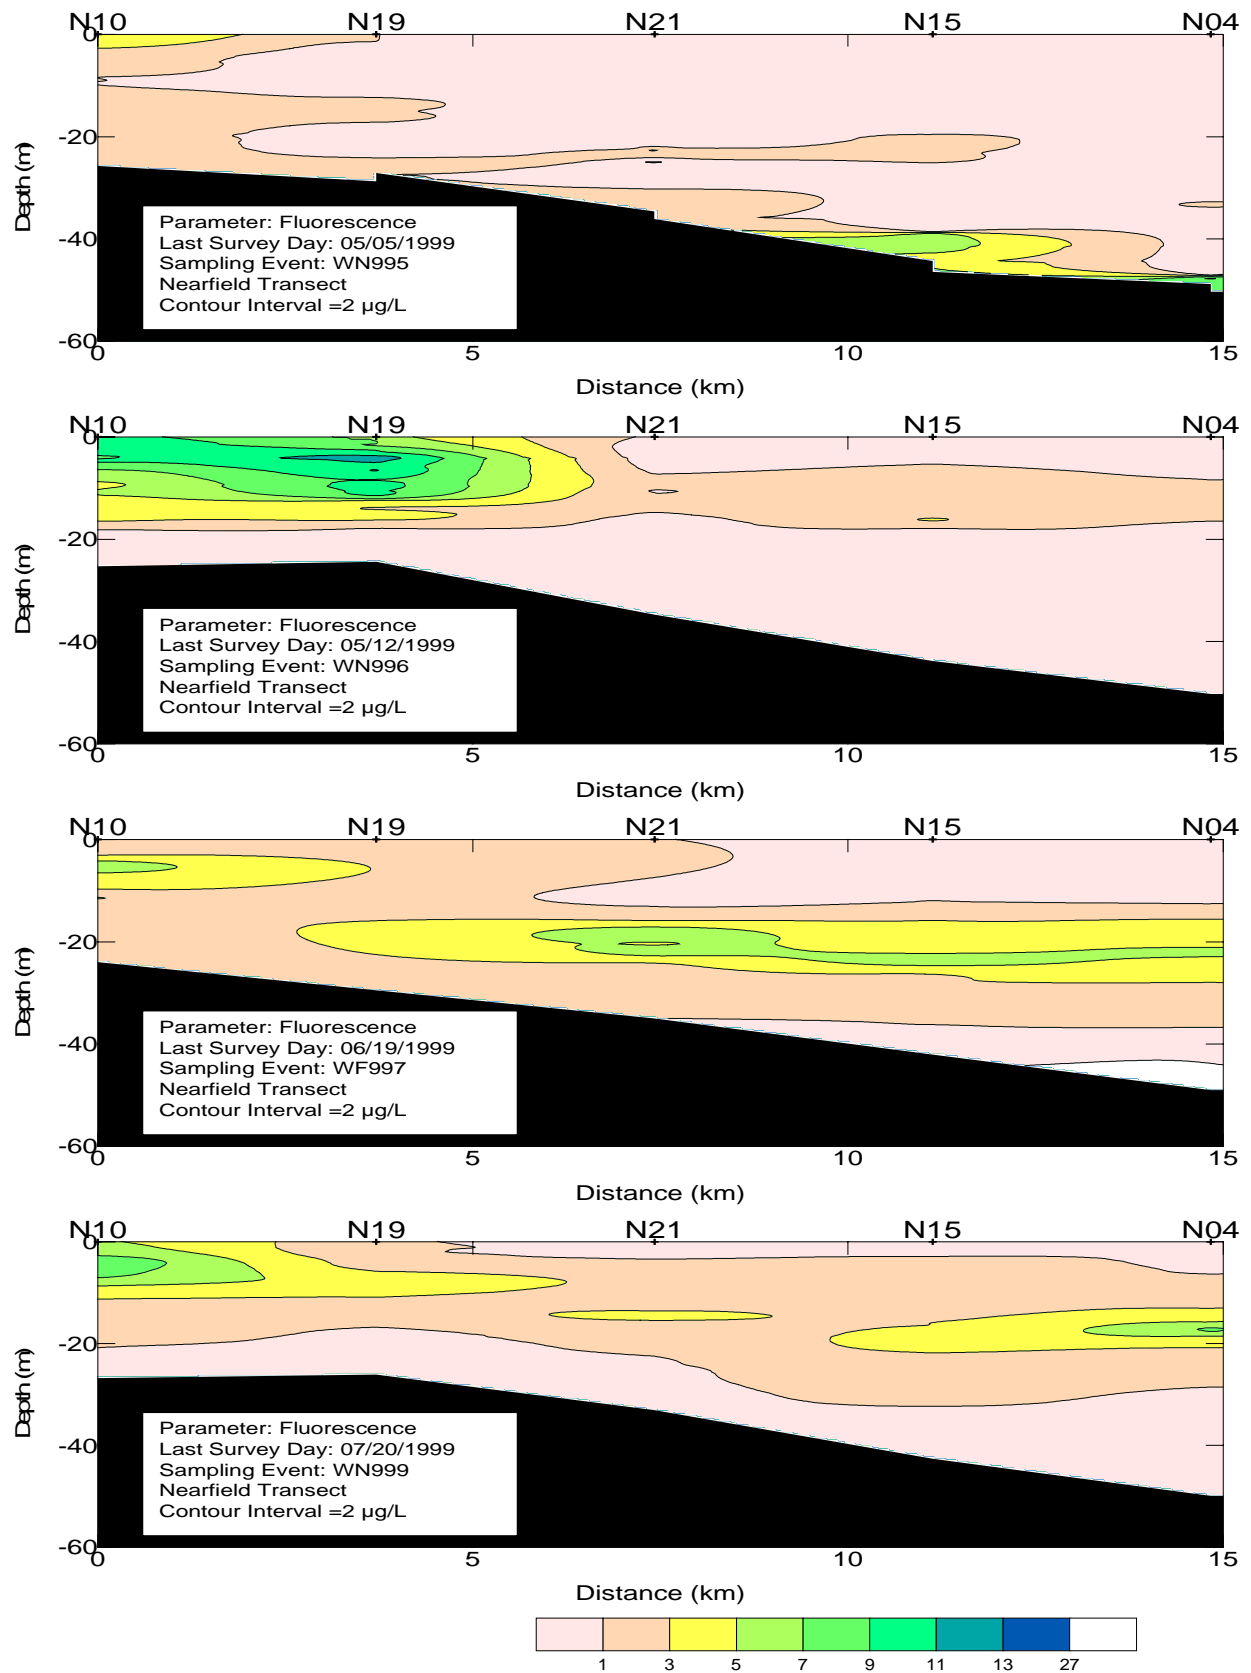 N10 N19 N21 N15 N04
0
-20
-40
-60
Depth (m)
Parameter: Fluorescence
Last Survey Day: 05/05/1999
Sampling Event: WN995
Nearfield Transect
Contour Interval =2 µg/L
0 5 10 15
Distance (km)
N10 N19 N21 N15 N04
0
-20
-40
-60
Depth (m)
Parameter: Fluorescence
Last Survey Day: 05/12/1999
Sampling Event: WN996
Nearfield Transect
Contour Interval =2 µg/L
0 5 10 15
Distance (km)
N10 N19 N21 N15 N04
0
-20
-40
-60
Depth (m)
Parameter: Fluorescence
Last Survey Day: 06/19/1999
Sampling Event: WF997
Nearfield Transect
Contour Interval =2 µg/L
0 5 10 15
Distance (km)
N10 N19 N21 N15 N04
0
-20
-40
-60
Depth (m)
Parameter: Fluorescence
Last Survey Day: 07/20/1999
Sampling Event: WN999
Nearfield Transect
Contour Interval =2 µg/L
0 5 10 15
Distance (km)
1 3 5 7 9 11 13 27